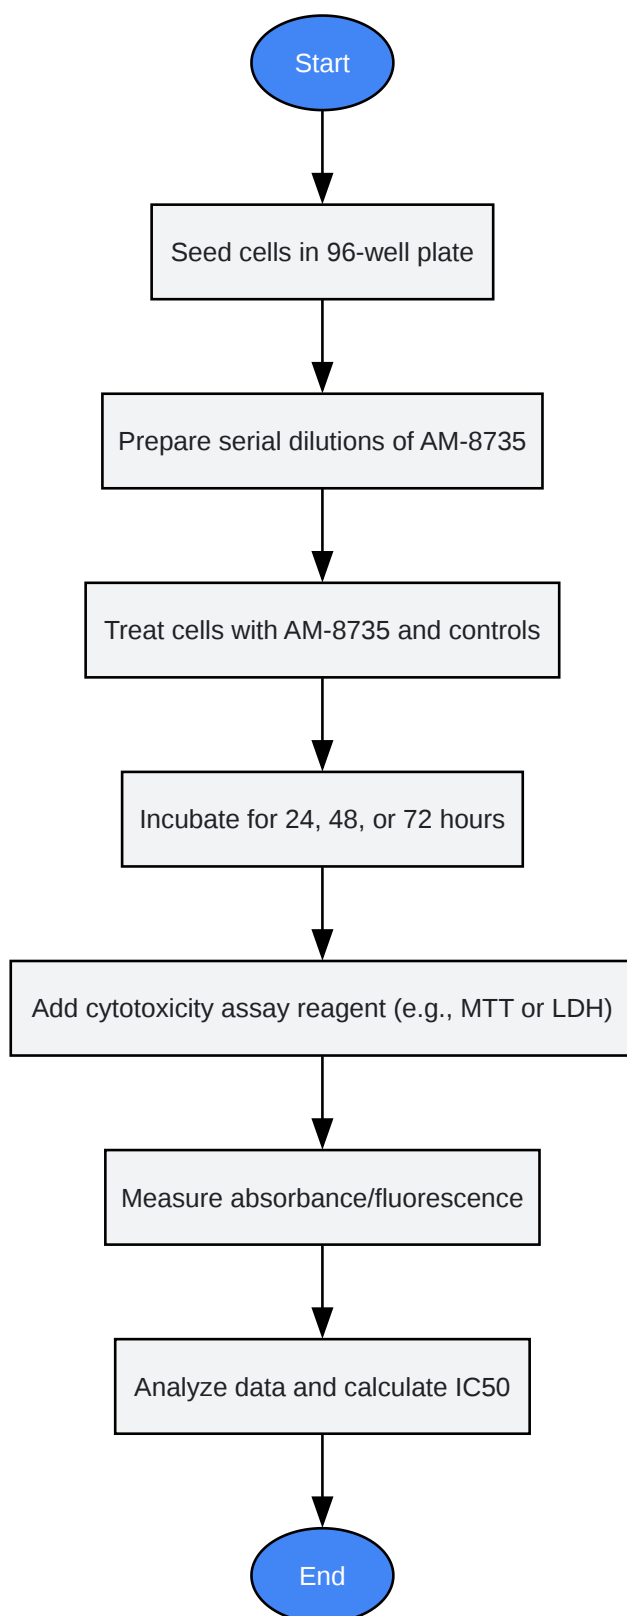 Start
Seed cells in 96-well plate
Prepare serial dilutions of AM-8735
Treat cells with AM-8735 and controls
Incubate for 24, 48, or 72 hours
Add cytotoxicity assay reagent (e.g., MTT or LDH)
Measure absorbance/fluorescence
Analyze data and calculate IC50
End